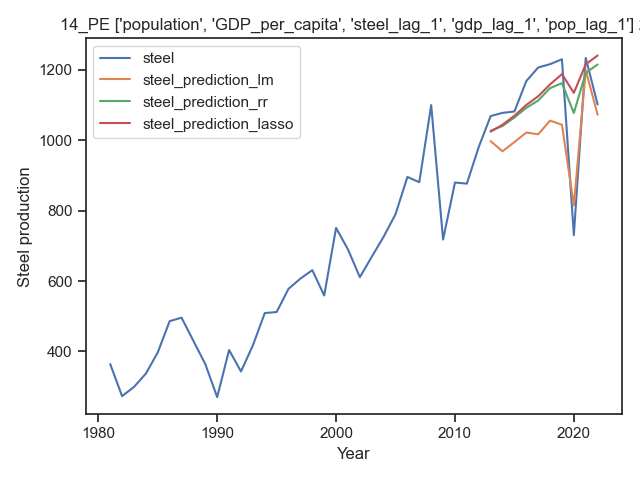 14_PE ['population', 'GDP_per_capita', 'steel_lag_1', 'gdp_lag_1', 'pop_lag_1']
steel
steel_prediction_lm
steel_prediction_rr
steel_prediction_lasso
1200
1000
800
600
400
Steel production
1980
1990
2000
2010
2020
Year